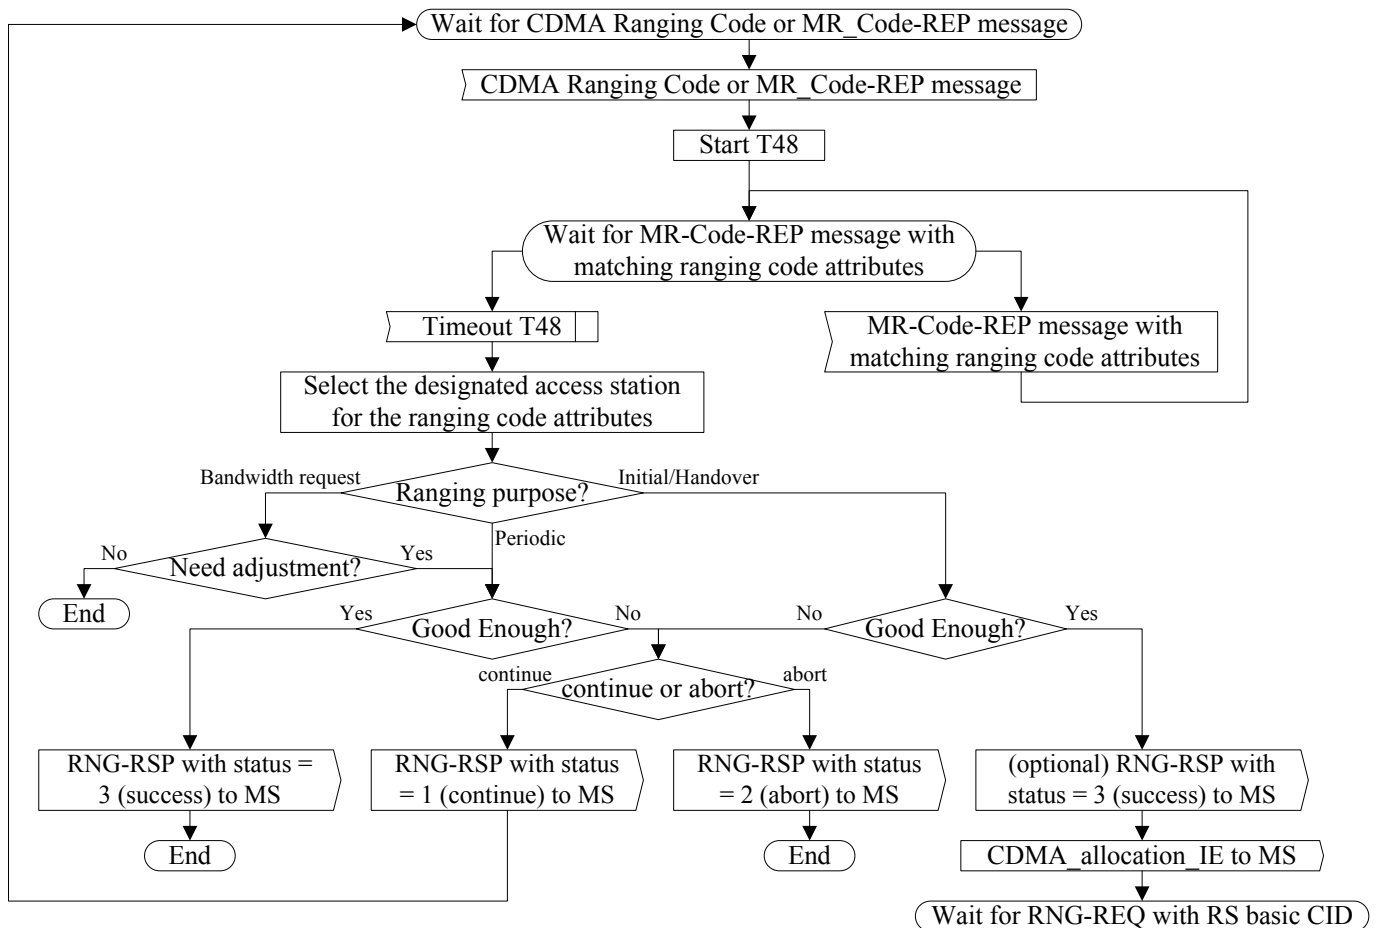 Wait for CDMA Ranging Code or MR_Code-REP message
CDMA Ranging Code or MR_Code-REP message
Start T48
Wait for MR-Code-REP message with
matching ranging code attributes
Timeout T48
MR-Code-REP message with
matching ranging code attributes
Select the designated access station
for the ranging code attributes
Bandwidth request
Ranging purpose?
Initial/Handover
Periodic
No
Need adjustment?
Yes
End
Yes
Good Enough?
No
No
Good Enough?
Yes
continue
continue or abort?
abort
RNG-RSP with status =
3 (success) to MS
RNG-RSP with status
= 1 (continue) to MS
RNG-RSP with status
= 2 (abort) to MS
(optional) RNG-RSP with
status = 3 (success) to MS
End
End
CDMA_allocation_IE to MS
Wait for RNG-REQ with RS basic CID